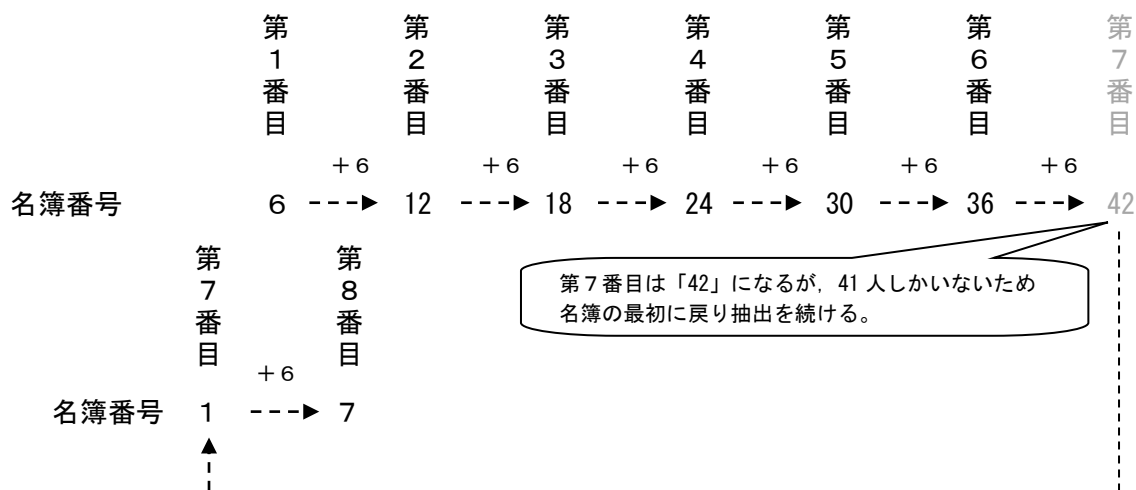 第1番目 第2番目 第3番目 第4番目 第5番目 第6番目 第7番目
+6 +6 +6 +6 +6 +6
名簿番号 6 12 18 24 30 36 42
第7番目は「42」になるが，41人しかいないため
名簿の最初に戻り抽出を続ける。
第7番目 第8番目
+6
名簿番号 1 7